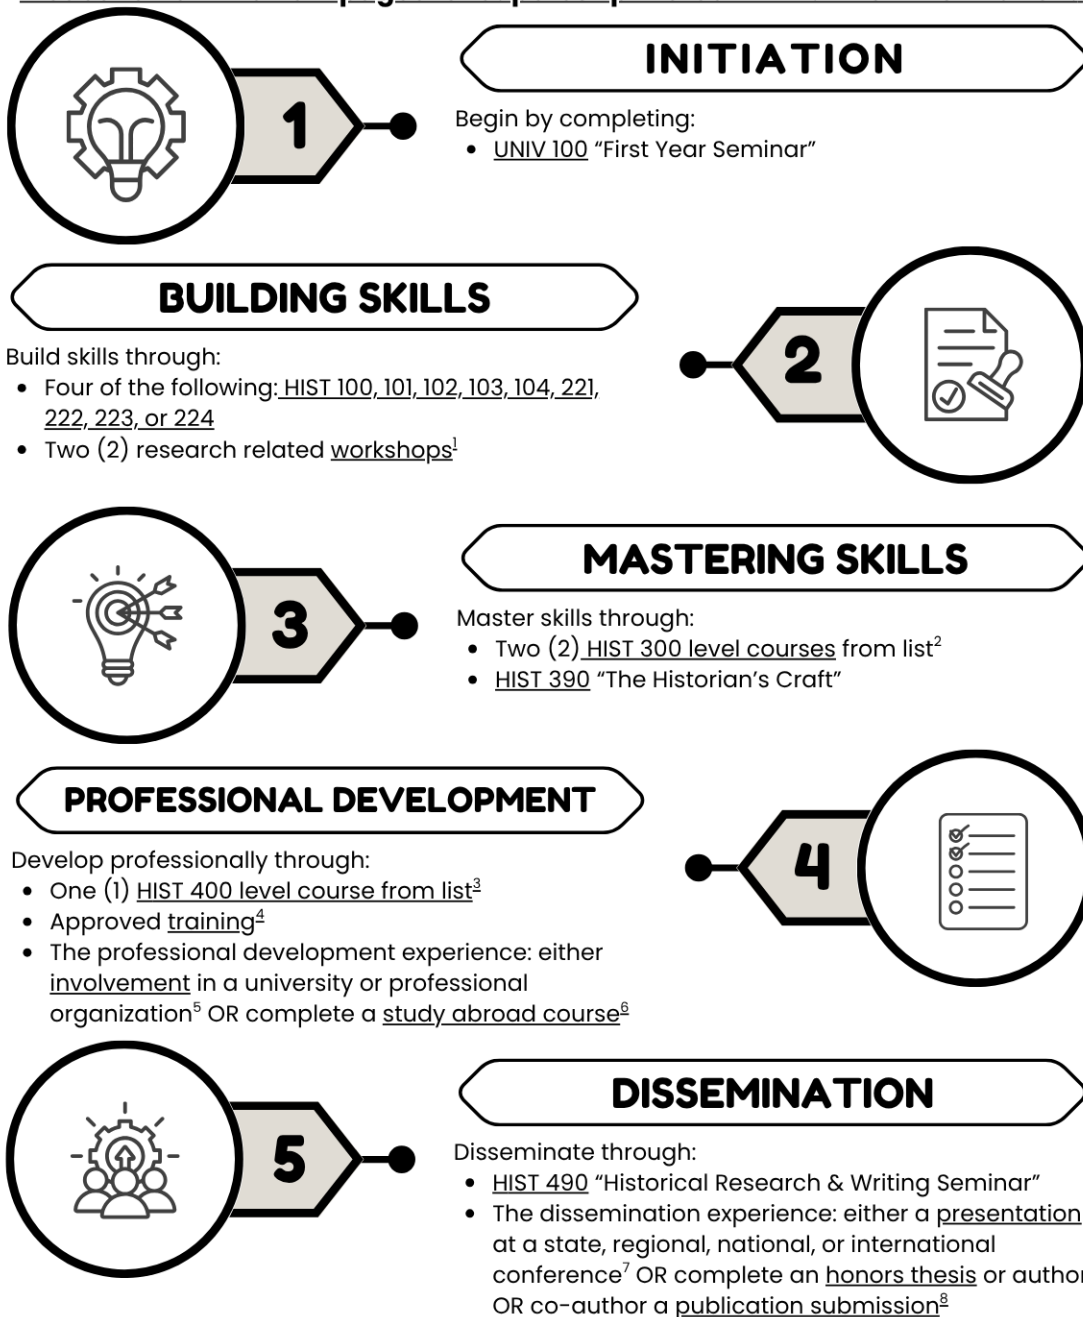 1
INITIATION
Begin by completing:
• UNIV 100 “First Year Seminar”
BUILDING SKILLS
2
Build skills through:
• Four of the following: HIST 100, 101, 102, 103, 104, 221,
222, 223, or 224
• Two (2) research related workshops¹
3
MASTERING SKILLS
Master skills through:
• Two (2) HIST 300 level courses from list²
• HIST 390 “The Historian’s Craft”
PROFESSIONAL DEVELOPMENT
4
Develop professionally through:
• One (1) HIST 400 level course from list³
• Approved training⁴
• The professional development experience: either
involvement in a university or professional
organization⁵ OR complete a study abroad course⁶
5
DISSEMINATION
Disseminate through:
• HIST 490 “Historical Research & Writing Seminar”
• The dissemination experience: either a presentation
at a state, regional, national, or international
conference⁷ OR complete an honors thesis or author
OR co-author a publication submission⁸